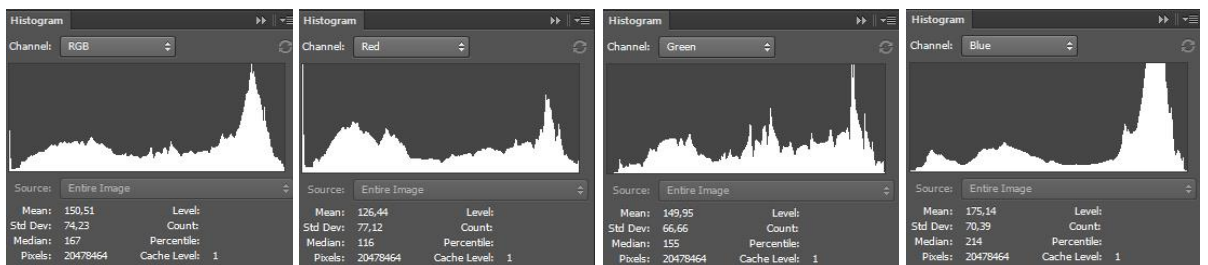 Histogram
Channel: RGB
Source: Entire Image
Mean: 150,51 Level:
Std Dev: 74,23 Count:
Median: 167 Percentile:
Pixels: 20478464 Cache Level: 1
Histogram
Channel: Red
Source: Entire Image
Mean: 126,44 Level:
Std Dev: 77,12 Count:
Median: 116 Percentile:
Pixels: 20478464 Cache Level: 1
Histogram
Channel: Green
Source: Entire Image
Mean: 149,95 Level:
Std Dev: 66,66 Count:
Median: 155 Percentile:
Pixels: 20478464 Cache Level: 1
Histogram
Channel: Blue
Source: Entire Image
Mean: 175,14 Level:
Std Dev: 70,39 Count:
Median: 214 Percentile:
Pixels: 20478464 Cache Level: 1